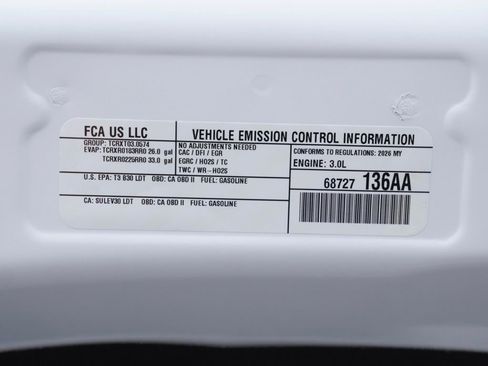 FCA US LLC
VEHICLE EMISSION CONTROL INFORMATION
GROUP: TCRXT03.0574
EVAP: TCRXR0183RR0 26.0 gal
TCRXR0225RR0 33.0 gal
NO ADJUSTMENTS NEEDED
CAC / DFI / EGR
EGRC / HO2S / TC
TWC / WR - HO2S
CONFORMS TO REGULATIONS: 2026 MY
ENGINE: 3.0L
68727 136AA
U.S. EPA: T3 B30 LDT OBD: CA OBD II FUEL: GASOLINE
CA: SULEV30 LDT OBD: CA OBD II FUEL: GASOLINE